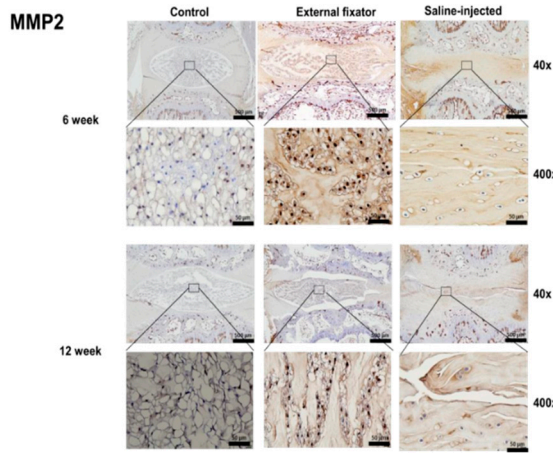 MMP2
Control External fixator Saline-injected
40x
6 week
400x
50 µm 50 µm 50 µm
12 week
40x
400x
50 µm 50 µm 50 µm